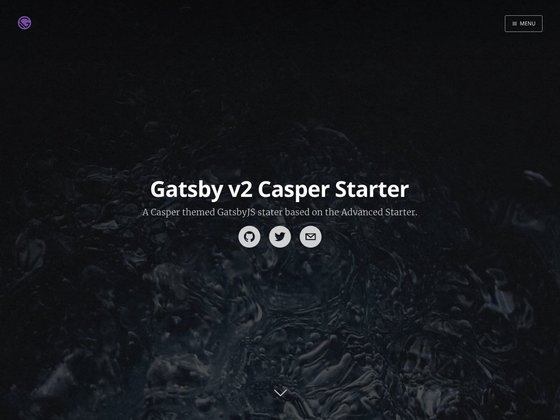 MENU
Gatsby v2 Casper Starter
A Casper themed GatsbyJS stater based on the Advanced Starter.